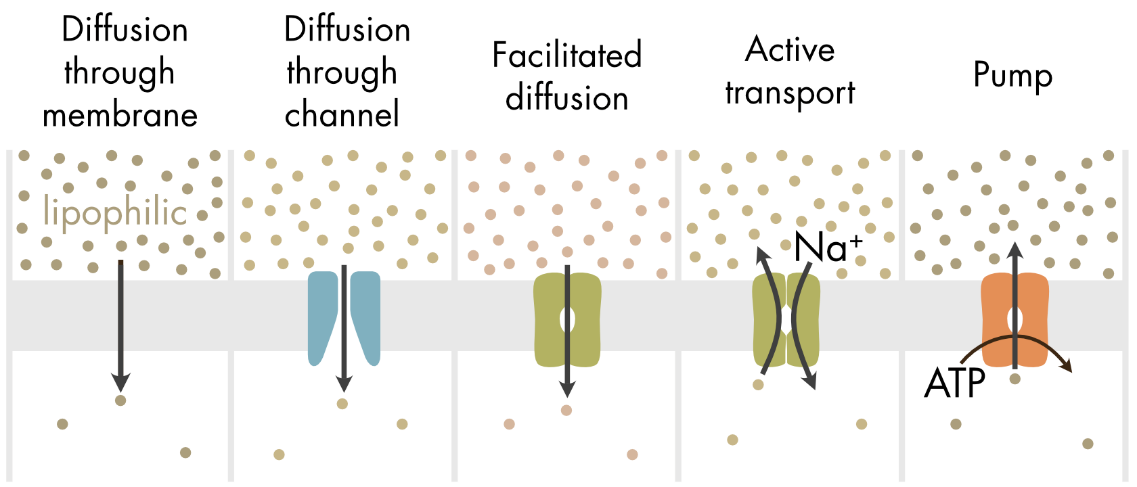 Diffusion
through
membrane
Diffusion
through
channel
Facilitated
diffusion
Active
transport
Pump
lipophilic
Na⁺
ATP